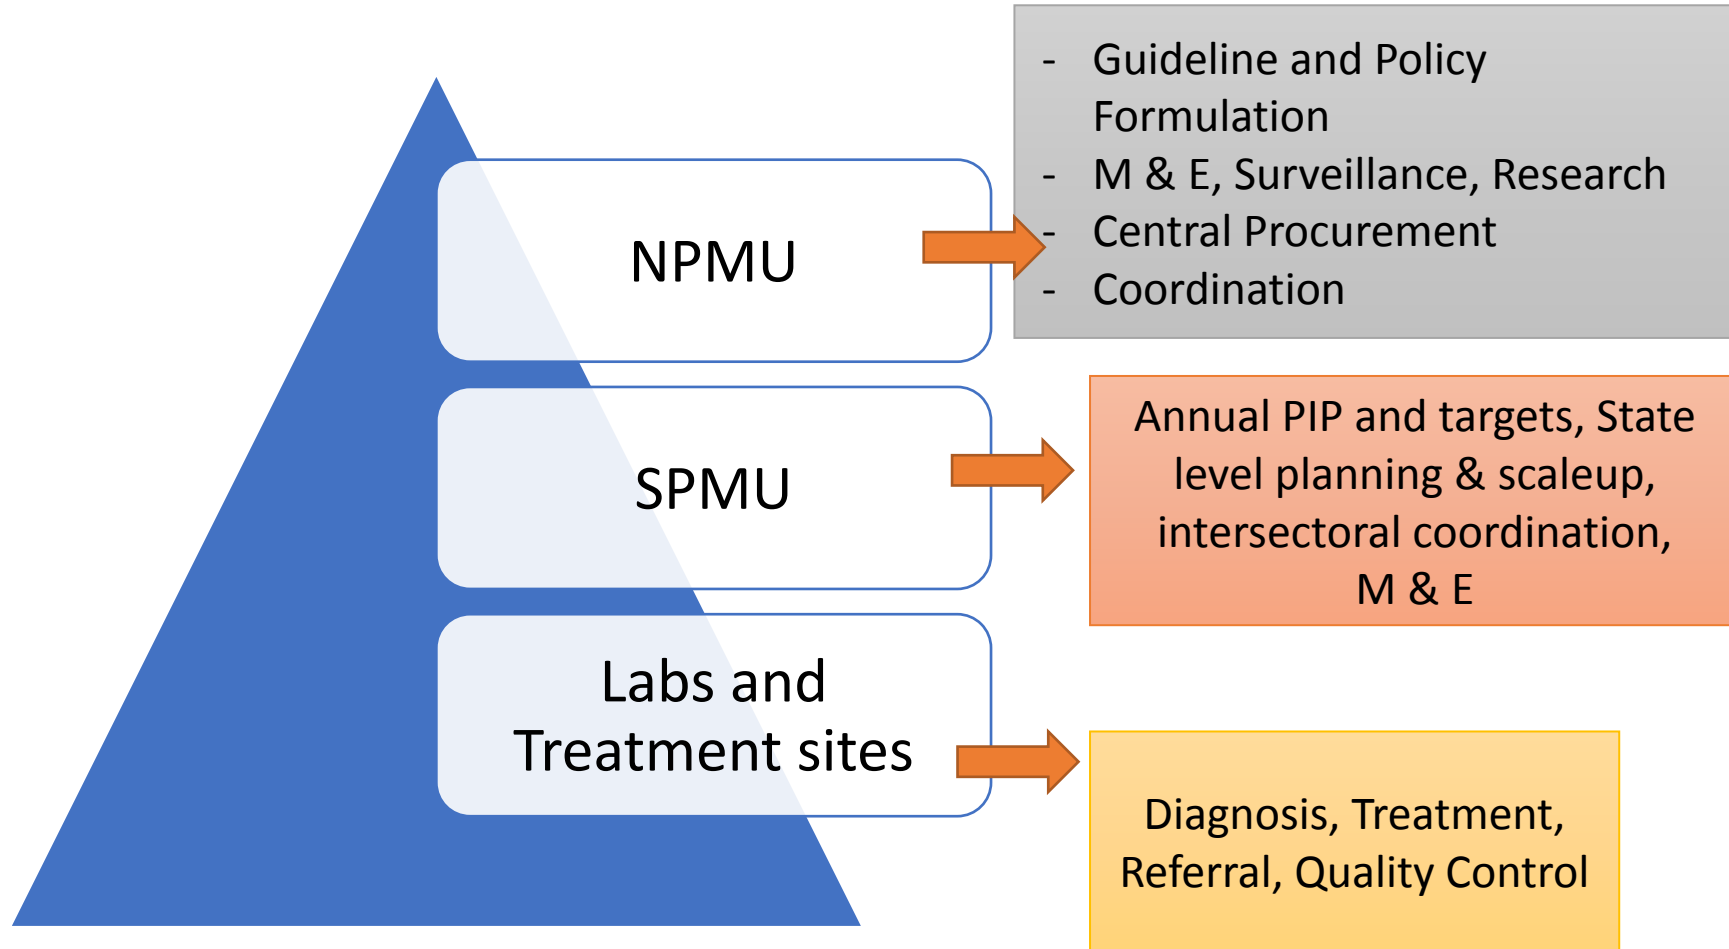 NPMU
- Guideline and Policy
Formulation
- M & E, Surveillance, Research
- Central Procurement
- Coordination
SPMU
Annual PIP and targets, State
level planning & scaleup,
intersectoral coordination,
M & E
Labs and
Treatment sites
Diagnosis, Treatment,
Referral, Quality Control